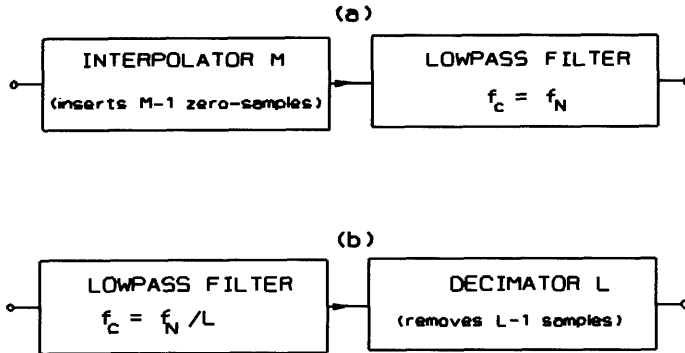 (a)
INTERPOLATOR M
(inserts M-1 zero-samples)
LOWPASS FILTER
f_c = f_N
(b)
LOWPASS FILTER
f_c = f_N /L
DECIMATOR L
(removes L-1 samples)